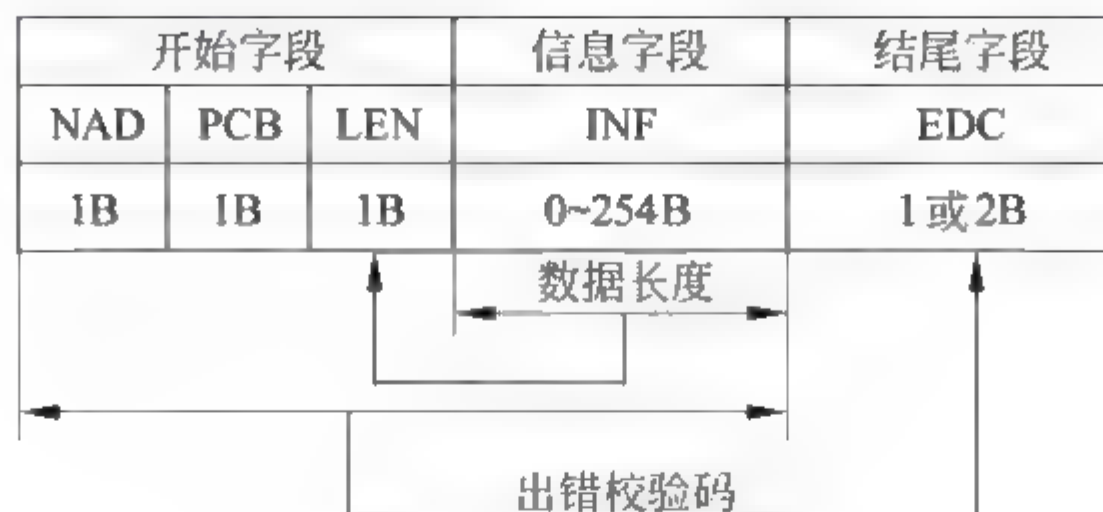 开始字段 信息字段 结尾字段
NAD PCB LEN INF EDC
1B 1B 1B 0~254B 1或2B
数据长度
出错校验码